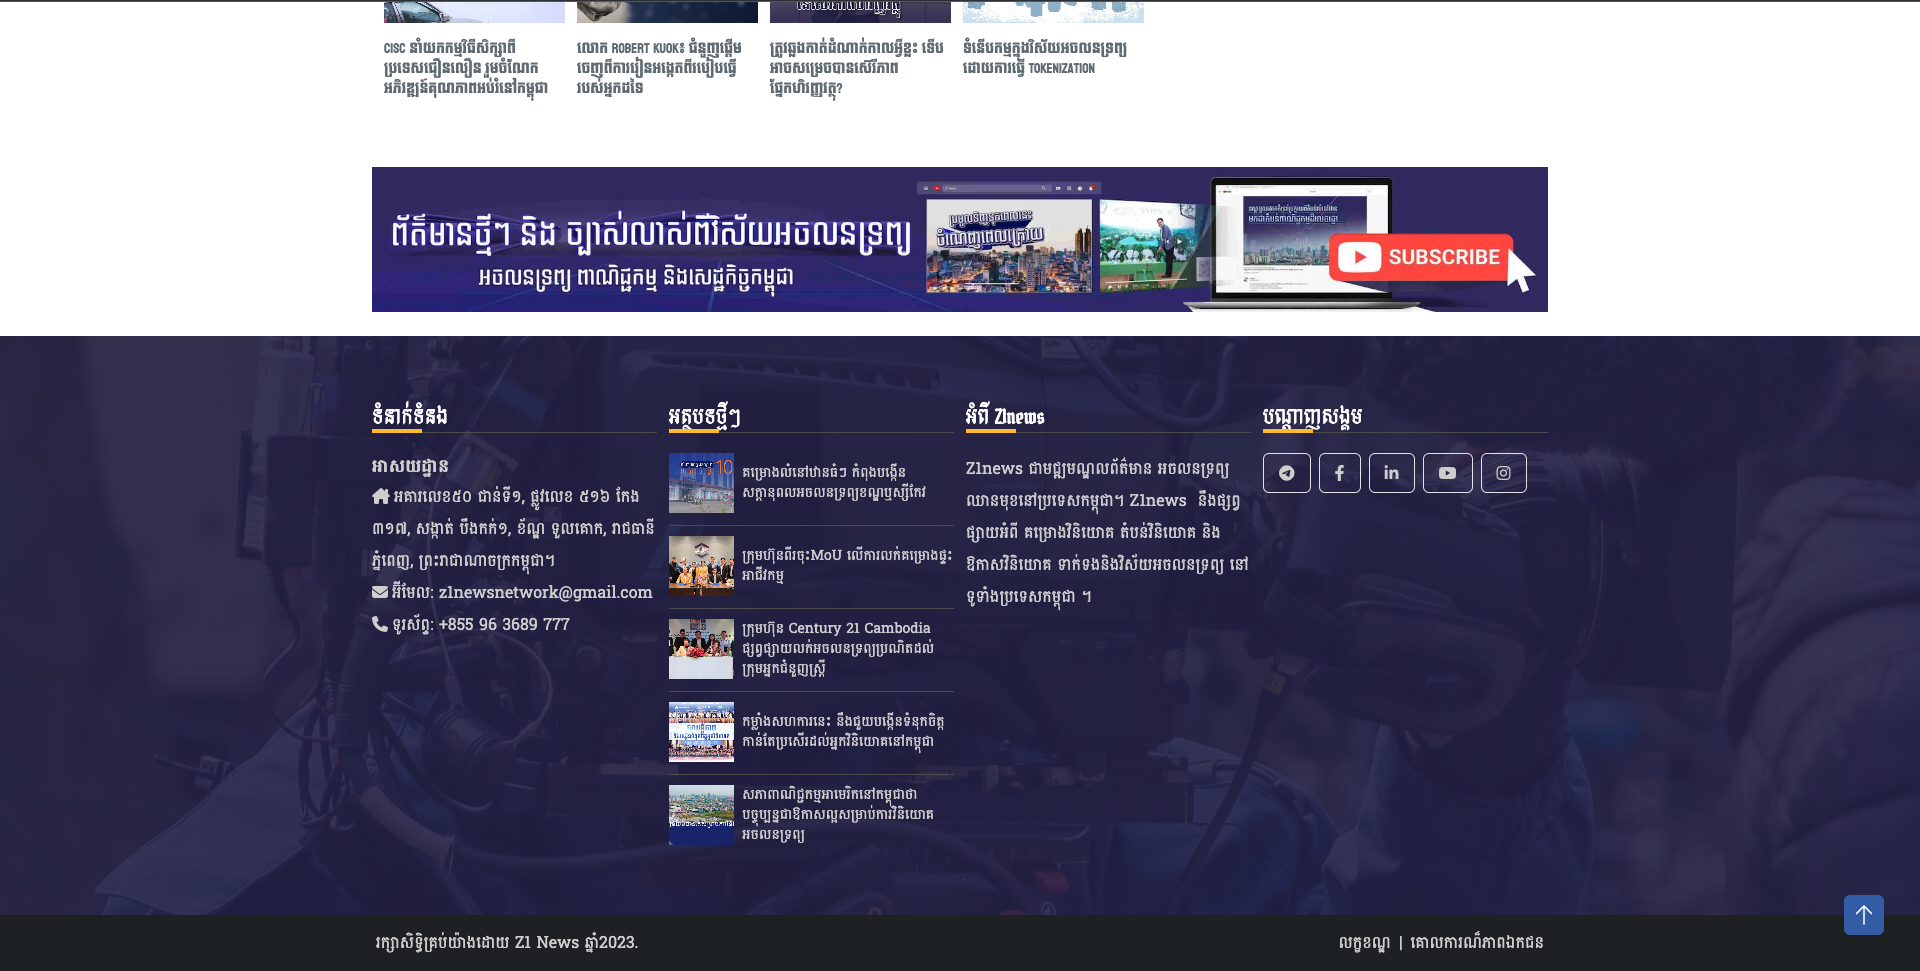 CISC នាំយកកម្មវិធីសិក្សាពី
ប្រទេសជឿនលឿន រួមចំណែក
អភិវឌ្ឍន៍គុណភាពអប់រំនៅកម្ពុជា
លោក ROBERT KUOK៖ ជំនួញផ្ដើម
ចេញពីការរៀនអង្កេតពីរបៀបធ្វើ
របស់អ្នកដទៃ
ត្រូវឆ្លងកាត់ដំណាក់កាលអ្វីខ្លះ ទើប
អាចសម្រេចបានសេរីភាព
ផ្នែកហិរញ្ញវត្ថុ?
ទំនើបកម្មក្នុងវិស័យអចលនទ្រព្យ
ដោយការធ្វើ TOKENIZATION
ព័ត៌មានថ្មីៗ និង ច្បាស់លាស់ពីវិស័យអចលនទ្រព្យ
អចលនទ្រព្យ ពាណិជ្ជកម្ម និងសេដ្ឋកិច្ចកម្ពុជា
SUBSCRIBE
ទំនាក់ទំនង
អាសយដ្ឋាន
អគារលេខ៥០ ជាន់ទី១, ផ្លូវលេខ ៥១៦ កែង
៣១៧, សង្កាត់ បឹងកក់១, ខ័ណ្ឌ ទួលគោក, រាជធានី
ភ្នំពេញ, ព្រះរាជាណាចក្រកម្ពុជា។
អ៊ីមែល: z1newsnetwork@gmail.com
ទូរស័ព្ទ: +855 96 3689 777
អត្ថបទថ្មីៗ
គម្រោងលំនៅឋានធំៗ កំពុងបង្កើន
សក្ដានុពលអចលនទ្រព្យខណ្ឌឬស្សីកែវ
ក្រុមហ៊ុនពីរចុះMoU លើការលក់គម្រោងផ្ទះ
អាជីវកម្ម
ក្រុមហ៊ុន Century 21 Cambodia
ផ្សព្វផ្សាយលក់អចលនទ្រព្យប្រណិតដល់
ក្រុមអ្នកជំនួញស្ត្រី
កម្លាំងសហការនេះ នឹងជួយបង្កើនទំនុកចិត្ត
កាន់តែប្រសើរដល់អ្នកវិនិយោគនៅកម្ពុជា
សភាពាណិជ្ជកម្មអាមេរិកនៅកម្ពុជាថា
បច្ចុប្បន្នជាឱកាសល្អសម្រាប់ការវិនិយោគ
អចលនទ្រព្យ
អំពី Z1news
Z1news ជាមជ្ឈមណ្ឌលព័ត៌មាន អចលនទ្រព្យ
ឈានមុខនៅប្រទេសកម្ពុជា។ Z1news នឹងផ្សព្វ
ផ្សាយអំពី គម្រោងវិនិយោគ តំបន់វិនិយោគ និង
ឱកាសវិនិយោគ ទាក់ទងនិងវិស័យអចលនទ្រព្យ នៅ
ទូទាំងប្រទេសកម្ពុជា ។
បណ្ដាញសង្គម
រក្សាសិទ្ធិគ្រប់យ៉ាងដោយ Z1 News ឆ្នាំ2023.
លក្ខខណ្ឌ | គោលការណ៏ភាពឯកជន